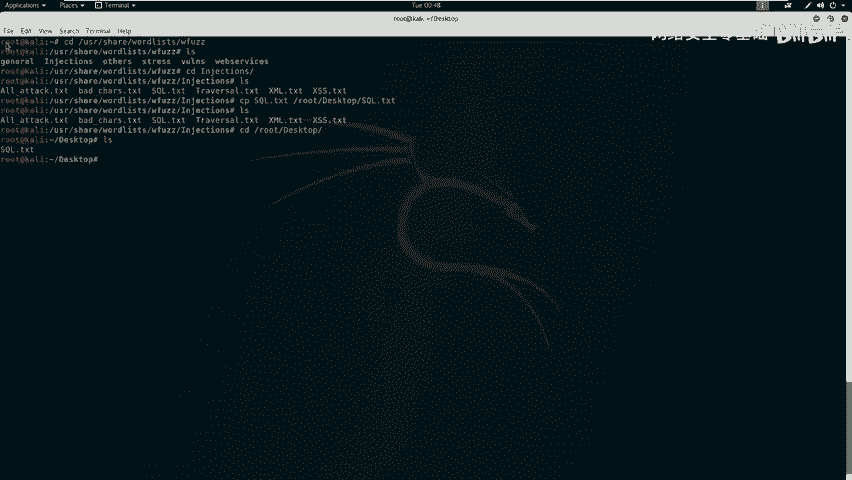 Applications Places Terminal Tue 00:48
root@kali: ~/Desktop
File Edit View Search Terminal Help
root@kali:~# cd /usr/share/wordlists/wfuzz
root@kali:/usr/share/wordlists/wfuzz# ls
general Injections others stress vulns webservices
root@kali:/usr/share/wordlists/wfuzz# cd Injections/
root@kali:/usr/share/wordlists/wfuzz/Injections# ls
All_attack.txt bad_chars.txt SQL.txt Traversal.txt XML.txt XSS.txt
root@kali:/usr/share/wordlists/wfuzz/Injections# cp SQL.txt /root/Desktop/SQL.txt
root@kali:/usr/share/wordlists/wfuzz/Injections# ls
All_attack.txt bad_chars.txt SQL.txt Traversal.txt XML.txt XSS.txt
root@kali:/usr/share/wordlists/wfuzz/Injections# cd /root/Desktop/
root@kali:~/Desktop# ls
SQL.txt
root@kali:~/Desktop#